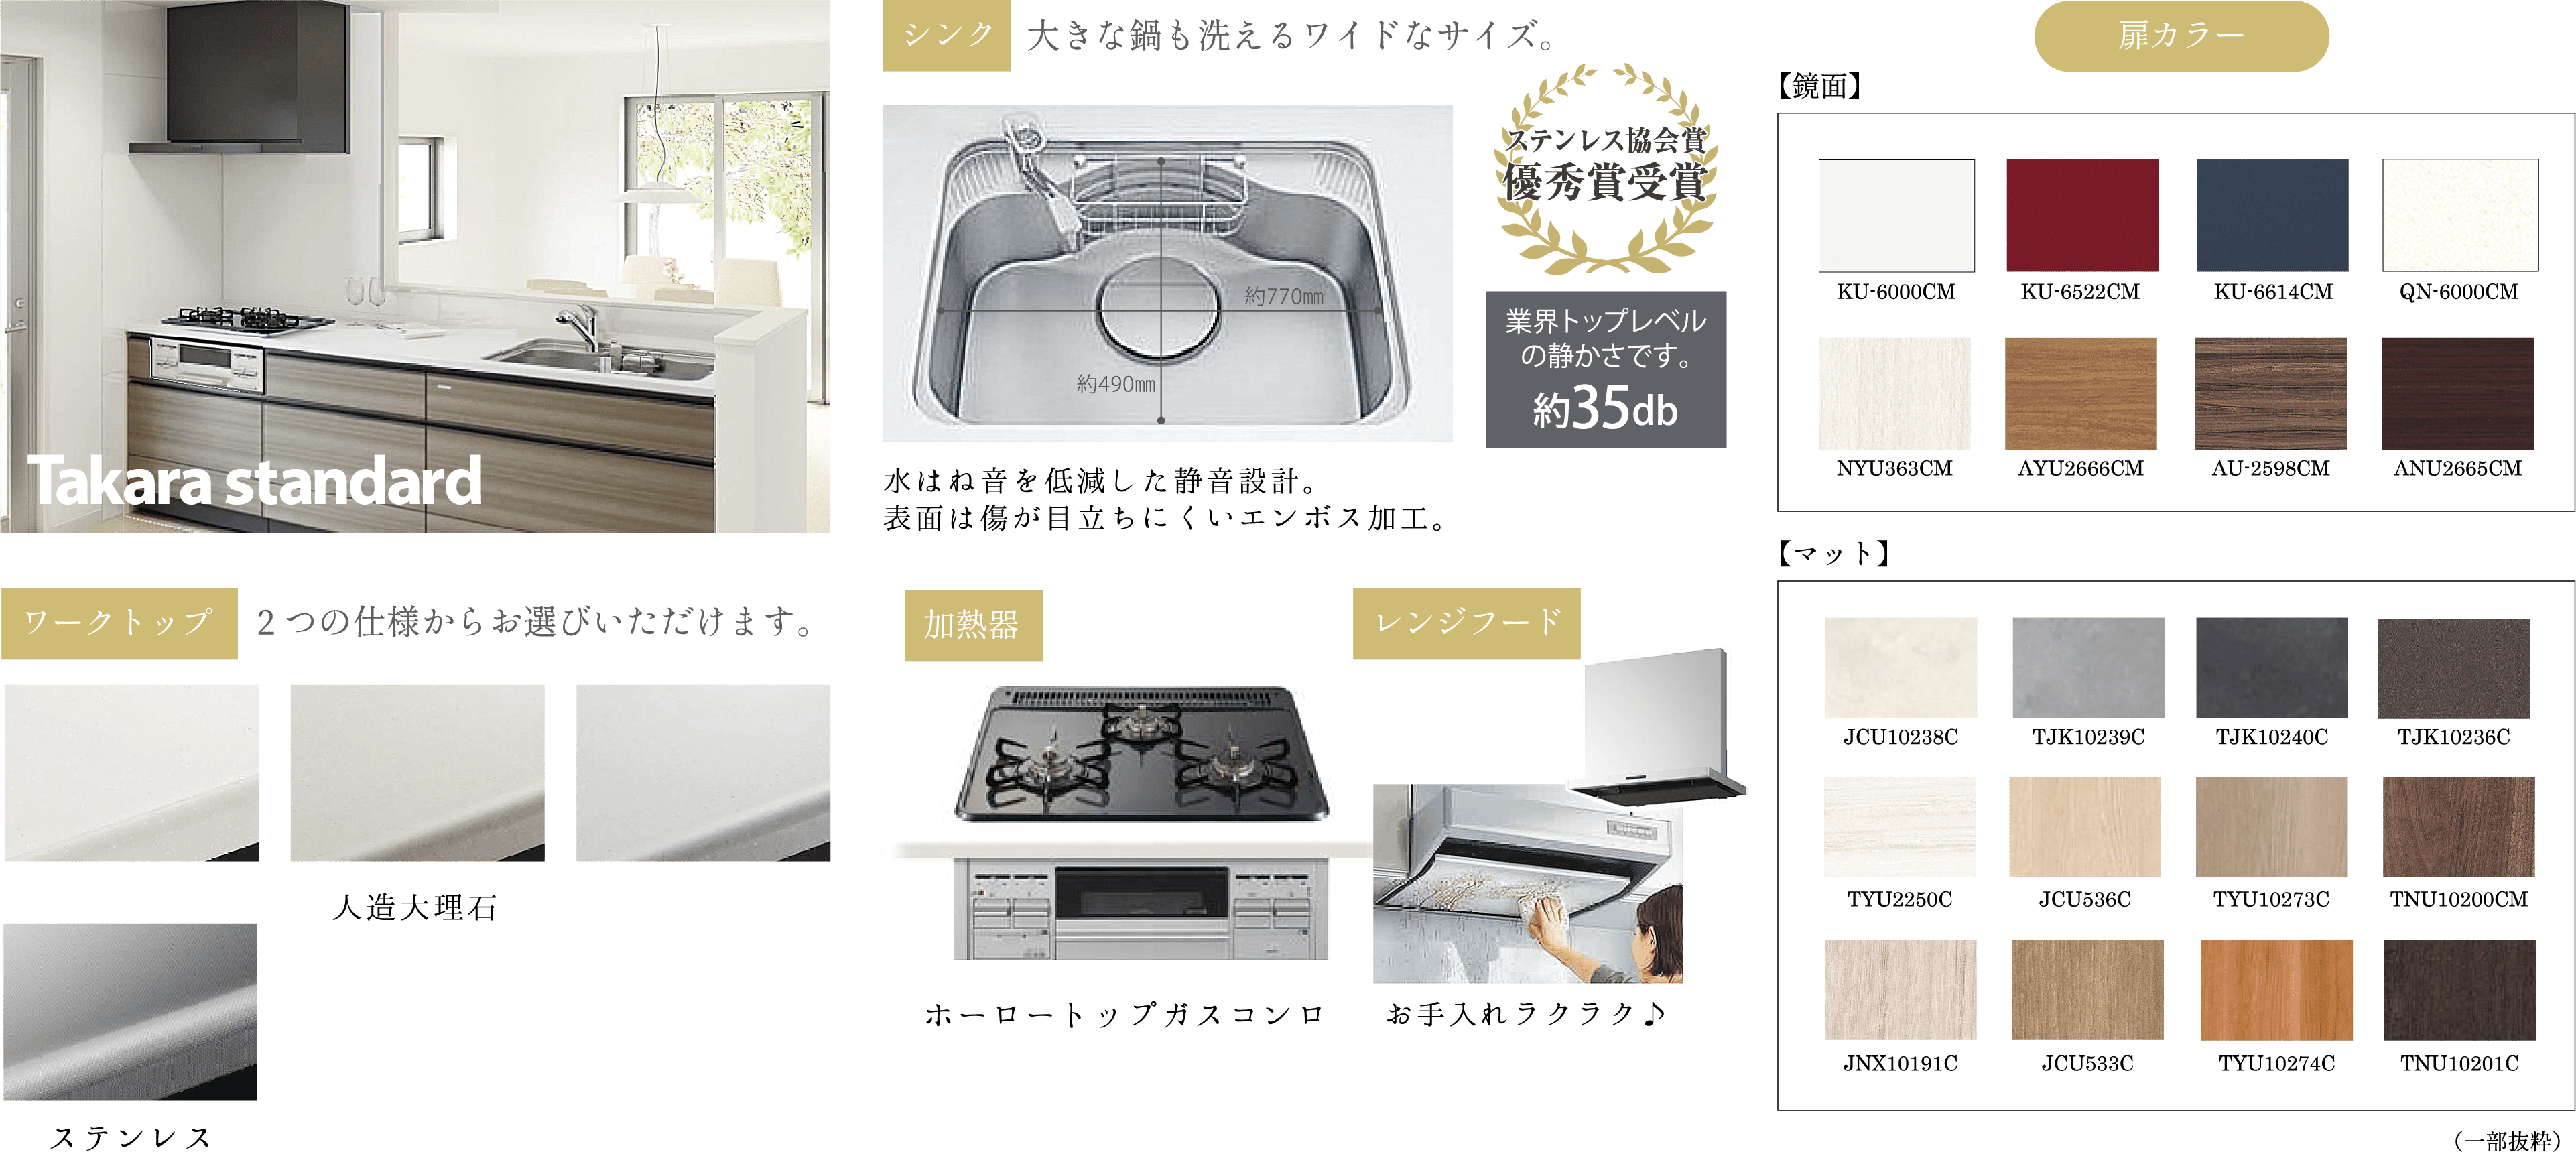 Takara standard
シンク
大きな鍋も洗えるワイドなサイズ。
約770㎜
約490㎜
ステンレス協会賞
優秀賞受賞
業界トップレベル
の静かさです。
約35db
水はね音を低減した静音設計。
表面は傷が目立ちにくいエンボス加工。
ワークトップ
2つの仕様からお選びいただけます。
人造大理石
ステンレス
加熱器
ホーロートップガスコンロ
レンジフード
お手入れラクラク♪
扉カラー
【鏡面】
KU-6000CM
KU-6522CM
KU-6614CM
QN-6000CM
NYU363CM
AYU2666CM
AU-2598CM
ANU2665CM
【マット】
JCU10238C
TJK10239C
TJK10240C
TJK10236C
TYU2250C
JCU536C
TYU10273C
TNU10200CM
JNX10191C
JCU533C
TYU10274C
TNU10201C
（一部抜粋）